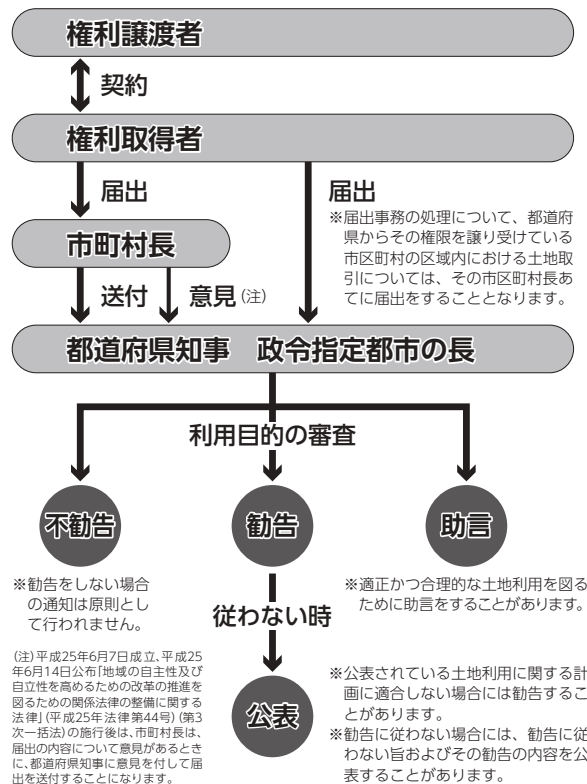 権利譲渡者
契約
権利取得者
届出
届出
※届出事務の処理について、都道府
県からその権限を譲り受けている
市区町村の区域内における土地取
引については、その市区町村長あ
てに届出をすることとなります。
市町村長
送付
意見(注)
都道府県知事　政令指定都市の長
利用目的の審査
不勧告
勧告
助言
※勧告をしない場合
の通知は原則とし
て行われません。
従わない時
※適正かつ合理的な土地利用を図る
ために助言をすることがあります。
(注)平成25年6月7日成立、平成25
年6月14日公布「地域の自主性及び
自立性を高めるための改革の推進を
図るための関係法律の整備に関する
法律」(平成25年法律第44号)(第3
次一括法)の施行後は、市町村長は、
届出の内容について意見があるとき
に、都道府県知事に意見を付して届
出を送付することになります。
公表
※公表されている土地利用に関する計
画に適合しない場合には勧告するこ
とがあります。
※勧告に従わない場合には、勧告に従
わない旨およびその勧告の内容を公
表することがあります。